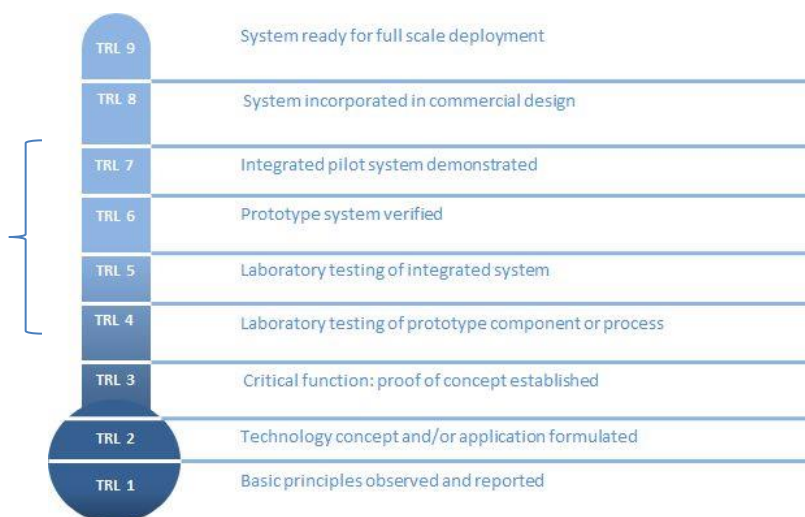 TRL 9 System ready for full scale deployment
TRL 8 System incorporated in commercial design
TRL 7 Integrated pilot system demonstrated
TRL 6 Prototype system verified
TRL 5 Laboratory testing of integrated system
TRL 4 Laboratory testing of prototype component or process
TRL 3 Critical function: proof of concept established
TRL 2 Technology concept and/or application formulated
TRL 1 Basic principles observed and reported